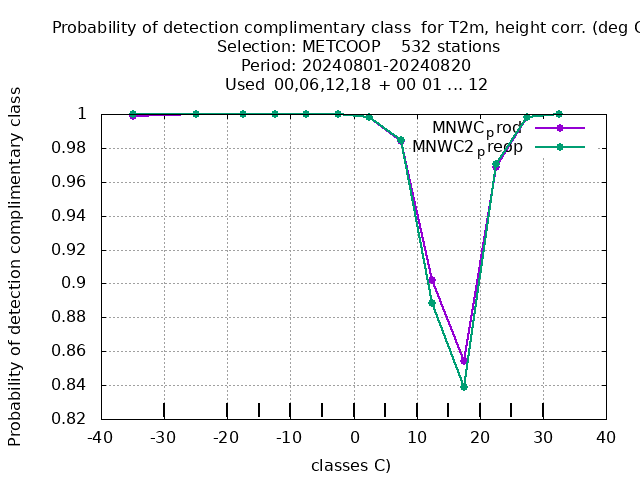 Probability of detection complimentary class  for T2m, height corr. (deg C
Selection: METCOOP    532 stations
Period: 20240801-20240820
Used  00,06,12,18 + 00 01 ... 12
Probability of detection complimentary class
1
0.98
0.96
0.94
0.92
0.9
0.88
0.86
0.84
0.82
MNWC_prod
MNWC2_preop
-40 -30 -20 -10 0 10 20 30 40
classes C)